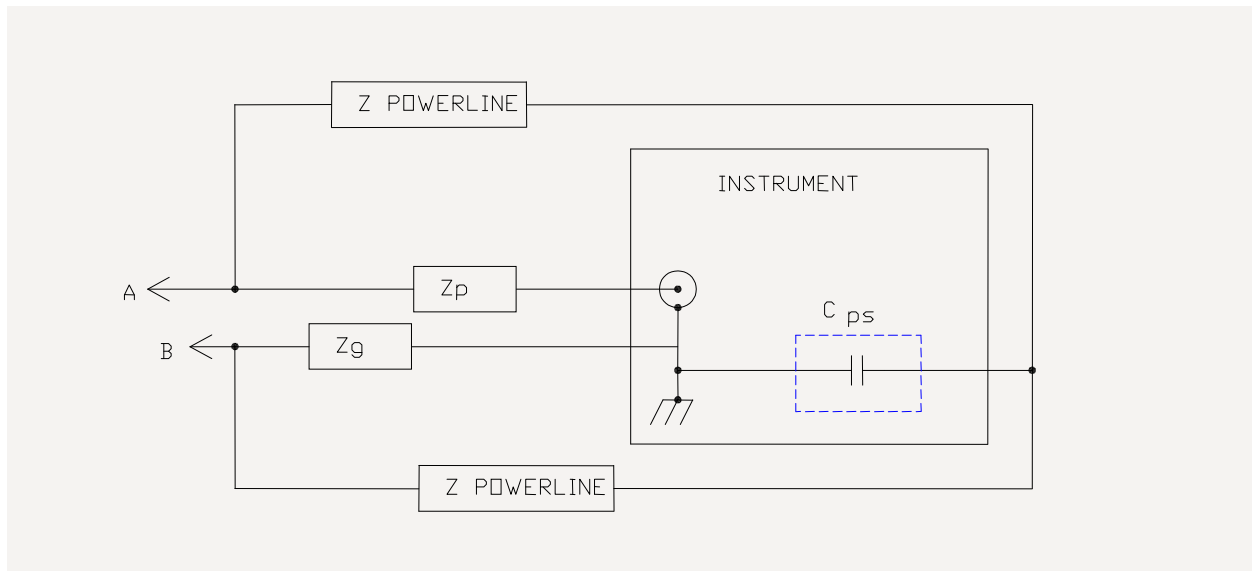 Z POWERLINE
INSTRUMENT
A
Zp
C ps
B
Zg
Z POWERLINE